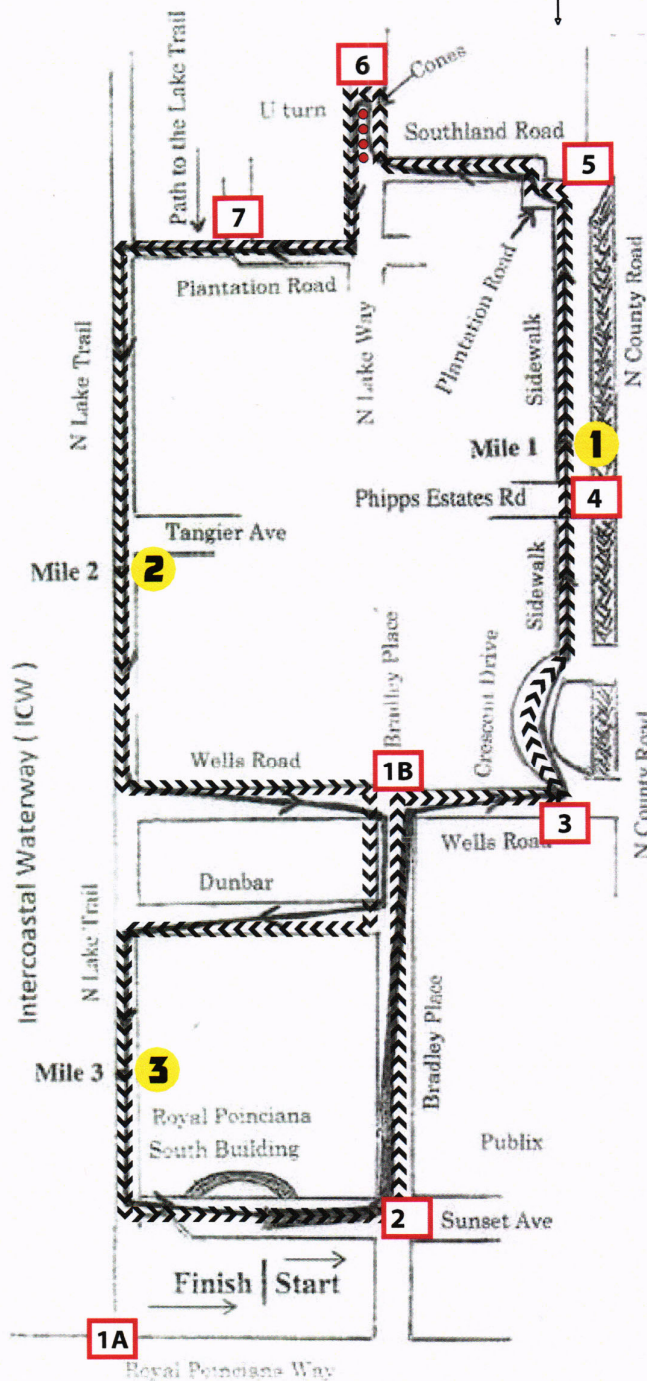 6
Cones
U turn
Southland Road
5
Path to the Lake Trail
7
Plantation Road
Plantation Road
N Lake Way
N County Road
N Lake Trail
Sidewalk
Mile 1
1
Phipps Estates Rd
4
Tangier Ave
Mile 2
2
Sidewalk
Bradley Place
Crescent Drive
Wells Road
1B
3
Wells Road
N County Road
Intercoastal Waterway ( ICW )
Dunbar
N Lake Trail
Bradley Place
Mile 3
3
Royal Poinciana
South Building
Publix
2
Sunset Ave
Finish | Start
1A
Royal Poinciana Way